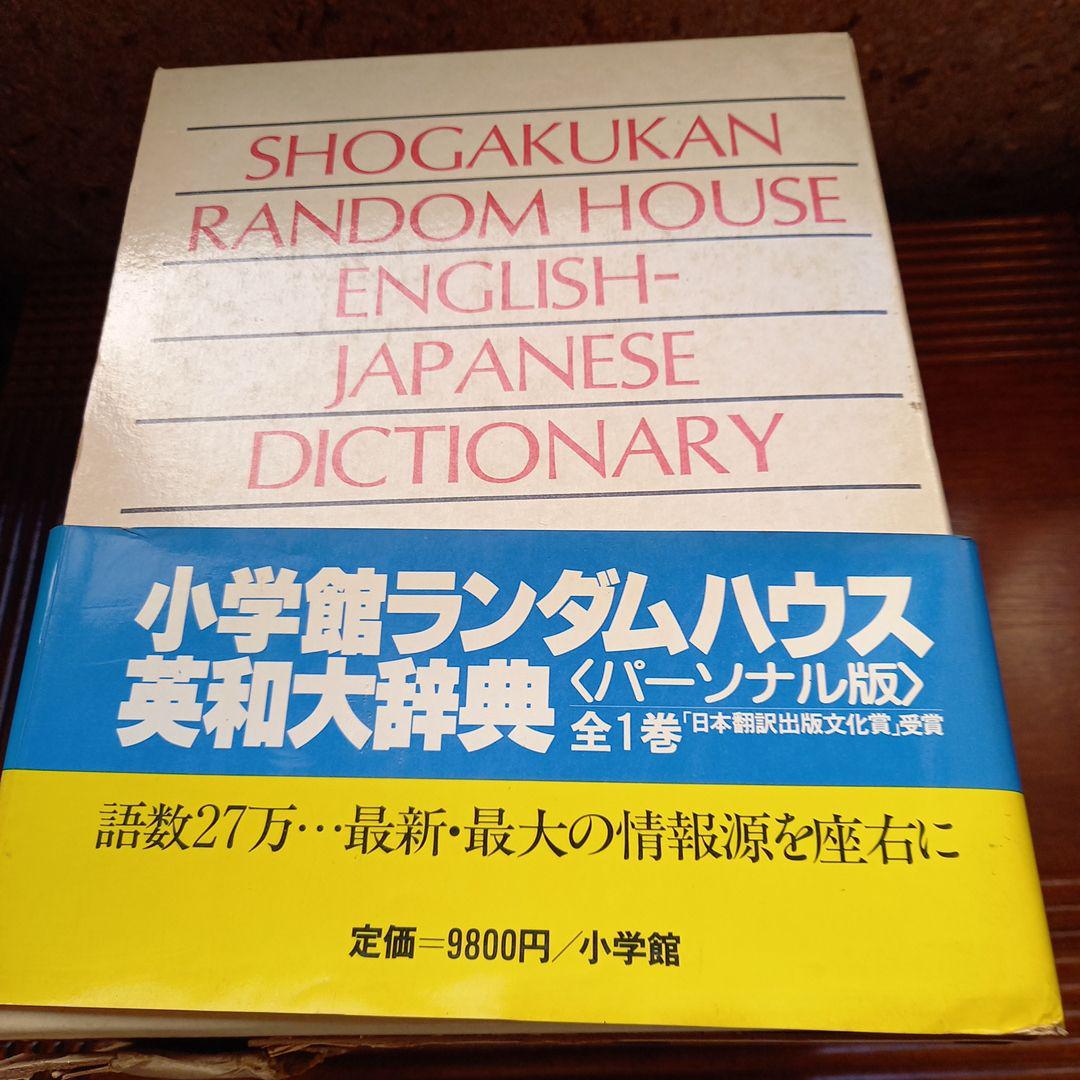 SHOGAKUKAN
RANDOM HOUSE
ENGLISH-
JAPANESE
DICTIONARY
小学館ランダムハウス
英和大辞典〈パーソナル版〉
全1巻「日本翻訳出版文化賞」受賞
語数27万…最新・最大の情報源を座右に
定価=9800円/小学館